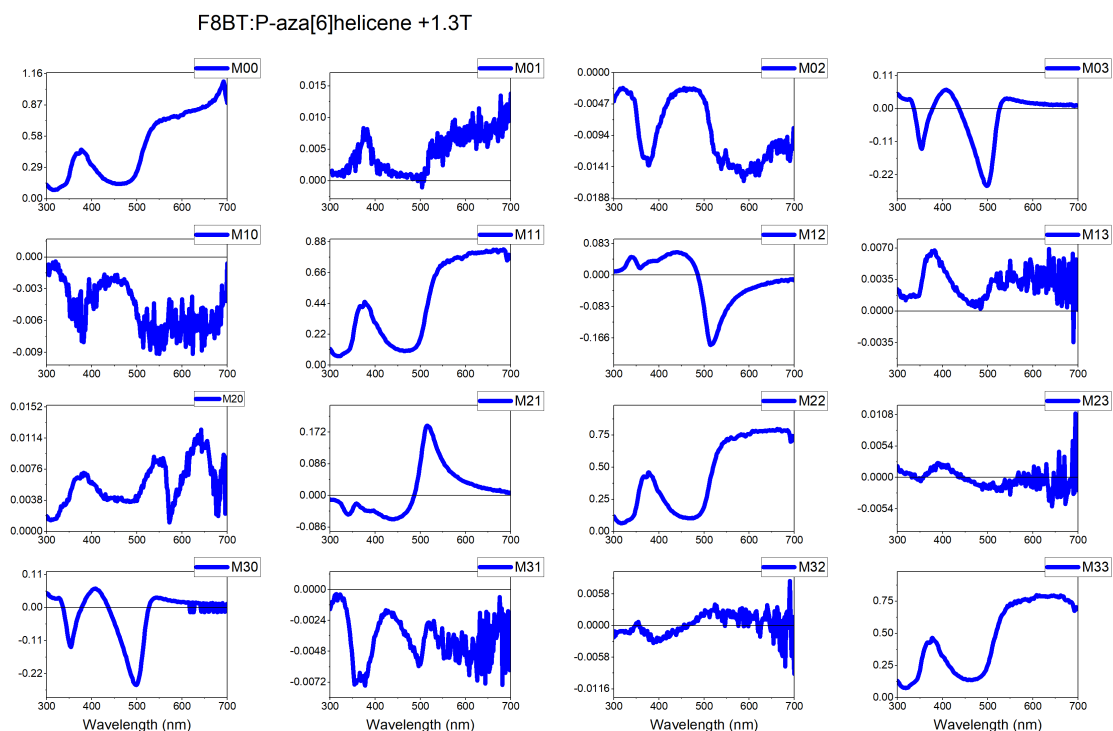 F8BT:P-aza[6]helicene +1.3T
M00 M01 M02 M03
1.16 0.015 0.0000 0.11
0.87 0.010 -0.0047 0.00
0.58 0.005 -0.0094 -0.11
0.29 0.000 -0.0141 -0.22
0.00 -0.0188
300 400 500 600 700 300 400 500 600 700 300 400 500 600 700 300 400 500 600 700
M10 M11 M12 M13
0.000 0.88 0.083 0.0070
-0.003 0.66 0.000 0.0035
-0.006 0.44 -0.083 0.0000
-0.009 0.22 -0.166 -0.0035
0.00
300 400 500 600 700 300 400 500 600 700 300 400 500 600 700 300 400 500 600 700
M20 M21 M22 M23
0.0152 0.172 0.75 0.0108
0.0114 0.086 0.50 0.0054
0.0076 0.000 0.25 0.0000
0.0038 -0.086 0.00 -0.0054
0.0000
300 400 500 600 700 300 400 500 600 700 300 400 500 600 700 300 400 500 600 700
M30 M31 M32 M33
0.11 0.0000 0.0058 0.75
0.00 -0.0024 0.0000 0.50
-0.11 -0.0048 -0.0058 0.25
-0.22 -0.0072 -0.0116 0.00
300 400 500 600 700 300 400 500 600 700 300 400 500 600 700 300 400 500 600 700
Wavelength (nm) Wavelength (nm) Wavelength (nm) Wavelength (nm)